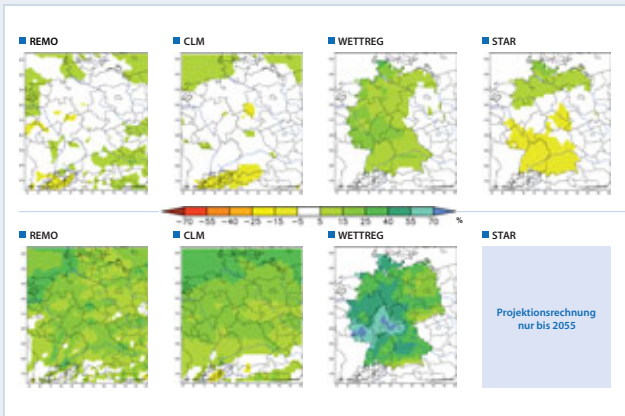 REMO
CLM
WETTREG
STAR
-70 -55 -40 -25 -15 -5 5 15 25 40 55 70 %
REMO
CLM
WETTREG
STAR
Projektionsrechnung
nur bis 2055